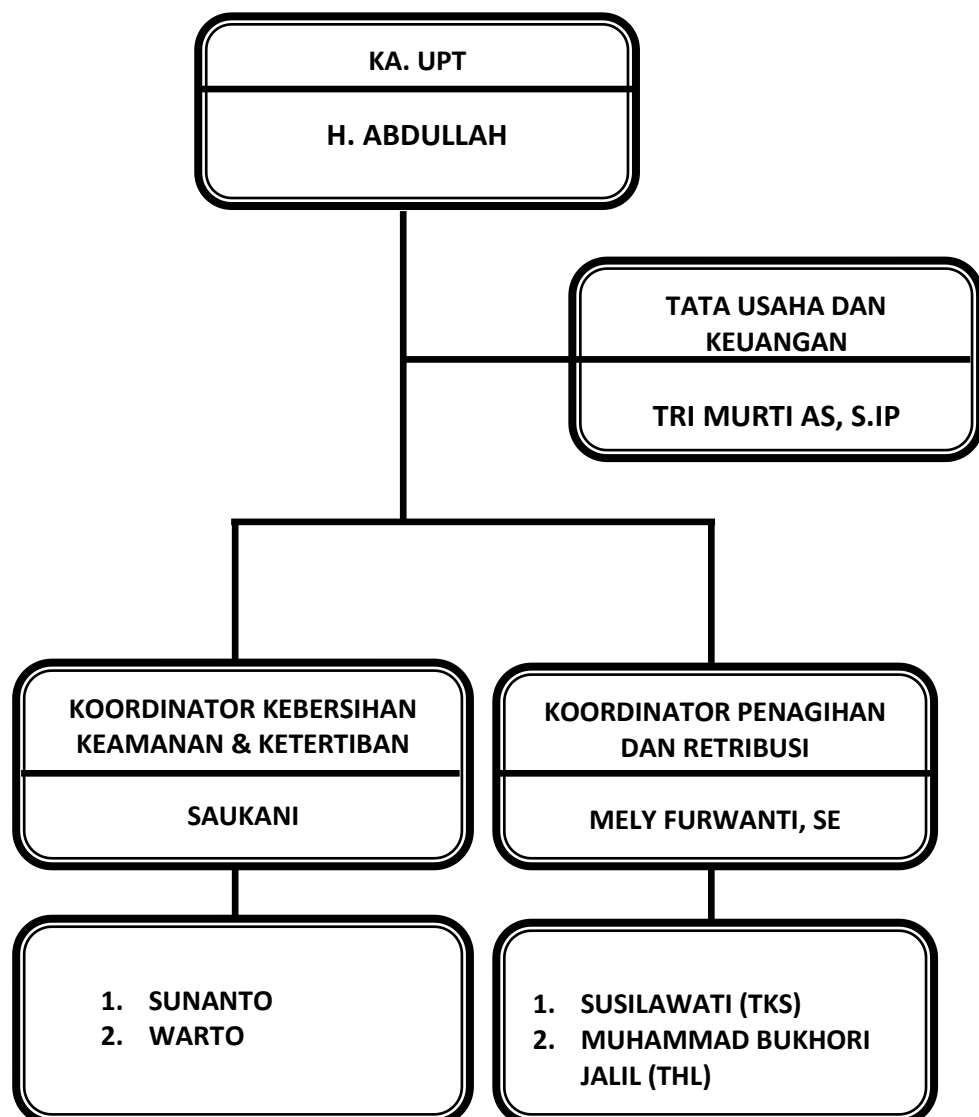 KA. UPT
H. ABDULLAH
TATA USAHA DAN
KEUANGAN
TRI MURTI AS, S.IP
KOORDINATOR KEBERSIHAN
KEAMANAN & KETERTIBAN
SAUKANI
KOORDINATOR PENAGIHAN
DAN RETRIBUSI
MELY FURWANTI, SE
1. SUNANTO
2. WARTO
1. SUSILAWATI (TKS)
2. MUHAMMAD BUKHORI
JALIL (THL)